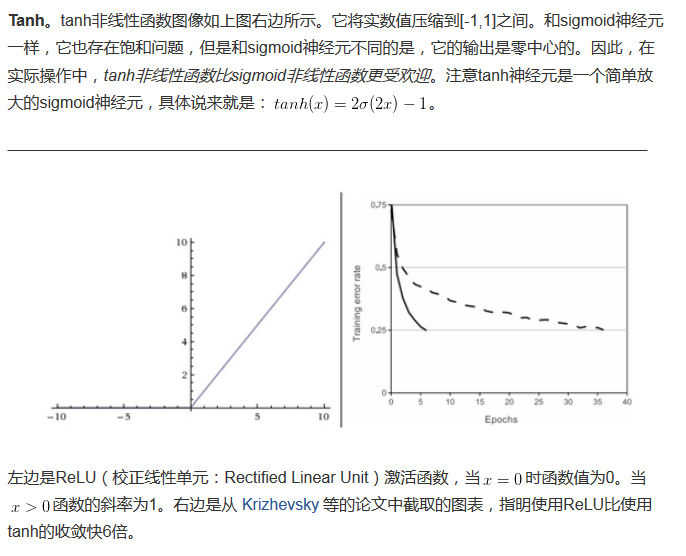 Tanh。tanh非线性函数图像如上图右边所示。它将实数值压缩到[-1,1]之间。和sigmoid神经元
一样，它也存在饱和问题，但是和sigmoid神经元不同的是，它的输出是零中心的。因此，在
实际操作中，tanh非线性函数比sigmoid非线性函数更受欢迎。注意tanh神经元是一个简单放
大的sigmoid神经元，具体说来就是：tanh(x) = 2σ(2x) − 1。
10
8
6
4
2
−10 −5 5 10
Training error rate
0.75
0.5
0.25
0
0 5 10 15 20 25 30 35 40
Epochs
左边是ReLU（校正线性单元：Rectified Linear Unit）激活函数，当 x = 0 时函数值为0。当
x > 0 函数的斜率为1。右边是从 Krizhevsky 等的论文中截取的图表，指明使用ReLU比使用
tanh的收敛快6倍。